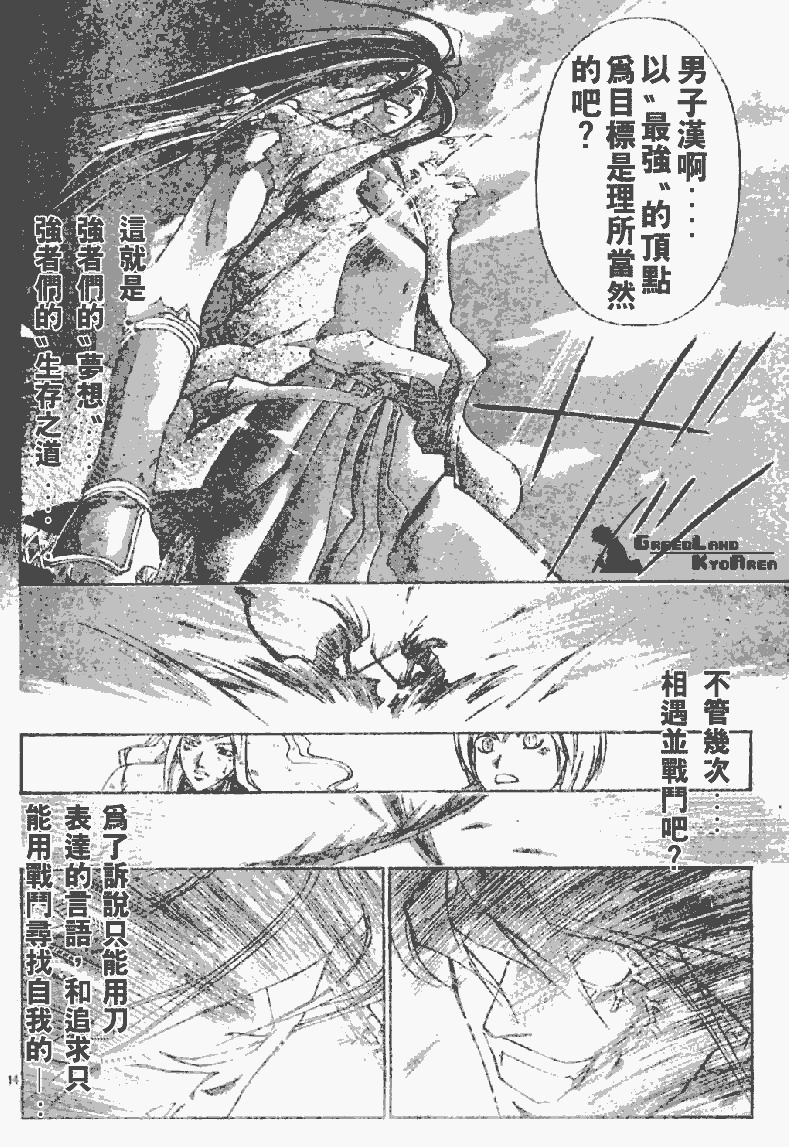 男子漢啊‥‥
以〝最強〞的頂點
爲目標是理所當然
的吧?
這就是
強者們的〝夢想〞‥‥
強者們的〝生存之道‥‥
GreedLand
KyoArea
不管幾次‥‥
相遇並戰鬥吧?
爲了訴說只能用刀
表達的言語,和追求只
能用戰鬥尋找自我的─‥
14